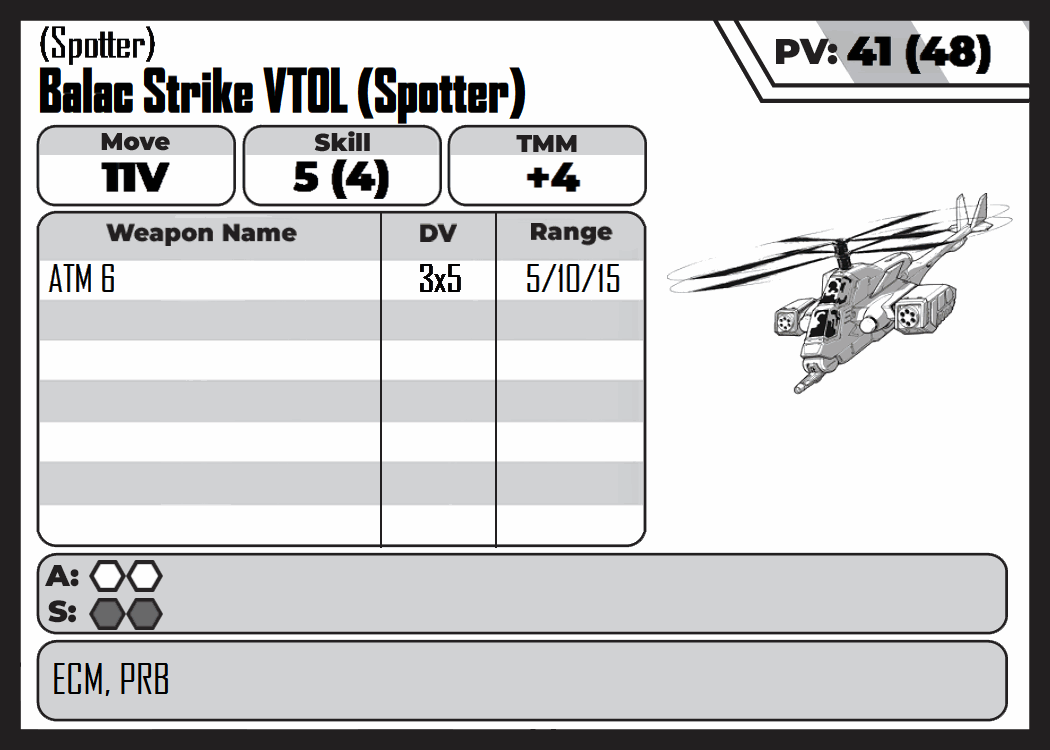 (Spotter)
Balac Strike VTOL (Spotter)
PV: 41 (48)
Move Skill TMM
11V 5 (4) +4
Weapon Name DV Range
ATM 6 3x5 5/10/15
A:
S:
ECM, PRB